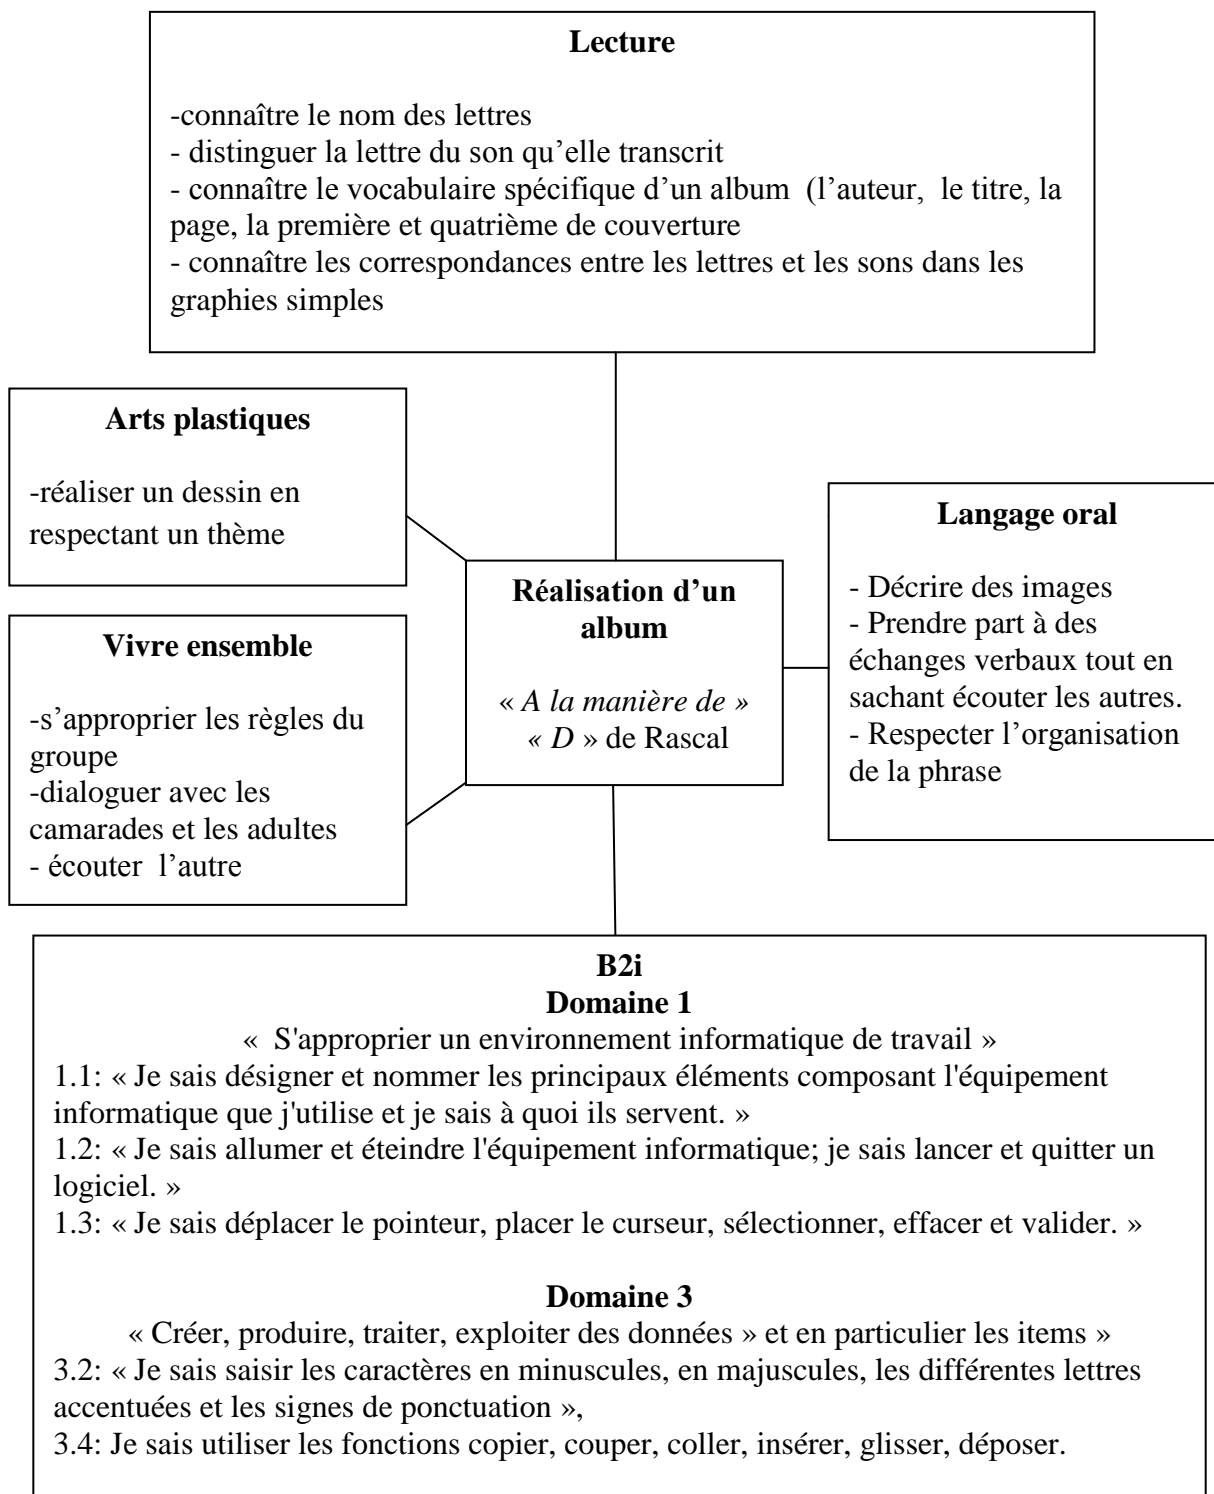 Lecture
-connaître le nom des lettres
- distinguer la lettre du son qu’elle transcrit
- connaître le vocabulaire spécifique d’un album  (l’auteur,  le titre, la
page, la première et quatrième de couverture
- connaître les correspondances entre les lettres et les sons dans les
graphies simples
Arts plastiques
-réaliser un dessin en
respectant un thème
Vivre ensemble
-s’approprier les règles du
groupe
-dialoguer avec les
camarades et les adultes
- écouter  l’autre
Réalisation d’un
album
« A la manière de »
« D » de Rascal
Langage oral
- Décrire des images
- Prendre part à des
échanges verbaux tout en
sachant écouter les autres.
- Respecter l’organisation
de la phrase
B2i
Domaine 1
«  S'approprier un environnement informatique de travail »
1.1: « Je sais désigner et nommer les principaux éléments composant l'équipement
informatique que j'utilise et je sais à quoi ils servent. »
1.2: « Je sais allumer et éteindre l'équipement informatique; je sais lancer et quitter un
logiciel. »
1.3: « Je sais déplacer le pointeur, placer le curseur, sélectionner, effacer et valider. »
Domaine 3
« Créer, produire, traiter, exploiter des données » et en particulier les items »
3.2: « Je sais saisir les caractères en minuscules, en majuscules, les différentes lettres
accentuées et les signes de ponctuation »,
3.4: Je sais utiliser les fonctions copier, couper, coller, insérer, glisser, déposer.